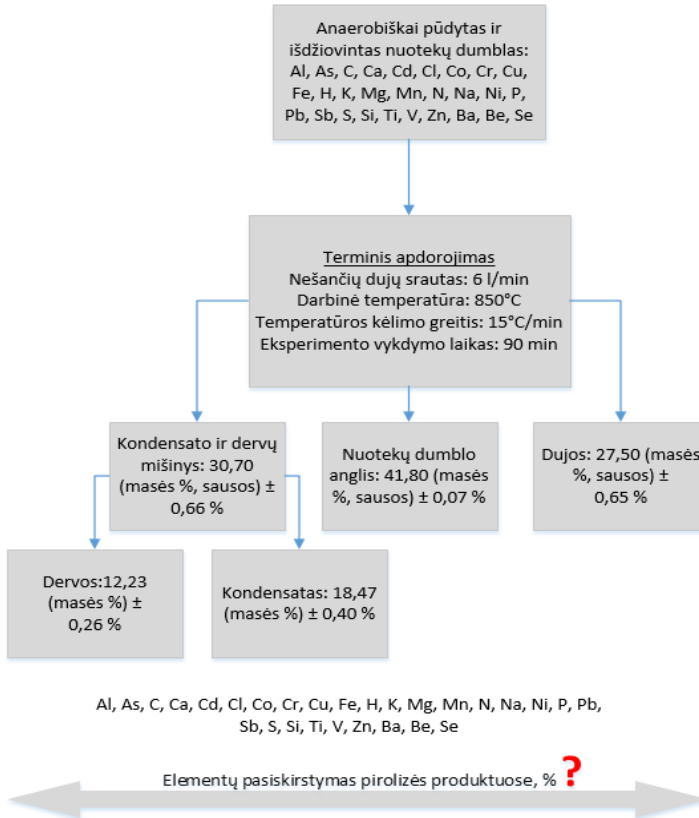 Anaerobiškai pūdytas ir
išdžiovintas nuotekų dumblas:
Al, As, C, Ca, Cd, Cl, Co, Cr, Cu,
Fe, H, K, Mg, Mn, N, Na, Ni, P,
Pb, Sb, S, Si, Ti, V, Zn, Ba, Be, Se
Terminis apdorojimas
Nešančių dujų srautas: 6 l/min
Darbinė temperatūra: 850°C
Temperatūros kėlimo greitis: 15°C/min
Eksperimento vykdymo laikas: 90 min
Kondensato ir dervų
mišinys: 30,70
(masės %, sausos) ±
0,66 %
Nuotekų dumblo
anglis: 41,80 (masės
%, sausos) ± 0,07 %
Dujos: 27,50 (masės
%, sausos) ±
0,65 %
Dervos:12,23
(masės %) ±
0,26 %
Kondensatas: 18,47
(masės %) ± 0,40 %
Al, As, C, Ca, Cd, Cl, Co, Cr, Cu, Fe, H, K, Mg, Mn, N, Na, Ni, P, Pb,
Sb, S, Si, Ti, V, Zn, Ba, Be, Se
Elementų pasiskirstymas pirolizės produktuose, % ?